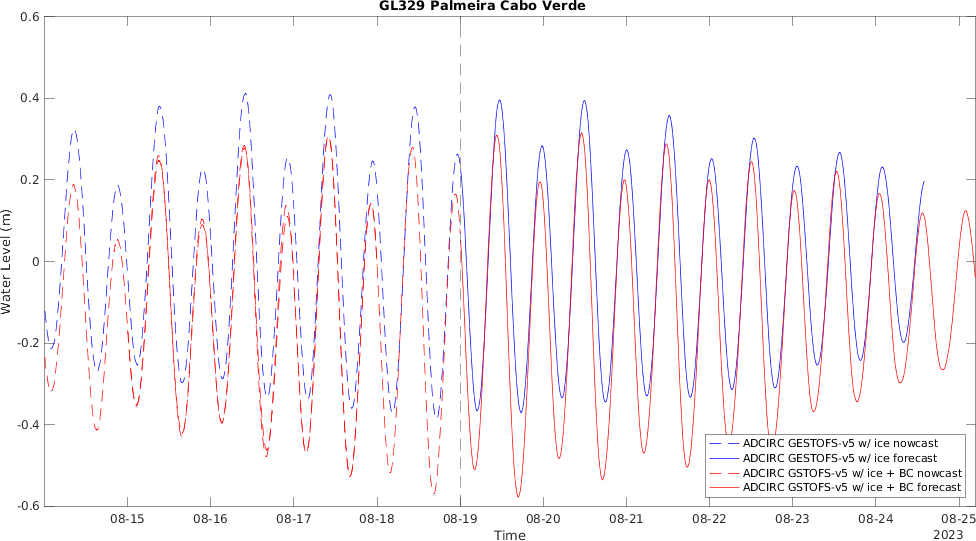 GL329 Palmeira Cabo Verde
0.6
0.4
0.2
0
-0.2
-0.4
-0.6
Water Level (m)
ADCIRC GESTOFS-v5 w/ ice nowcast
ADCIRC GESTOFS-v5 w/ ice forecast
ADCIRC GSTOFS-v5 w/ ice + BC nowcast
ADCIRC GSTOFS-v5 w/ ice + BC forecast
08-15 08-16 08-17 08-18 08-19 08-20 08-21 08-22 08-23 08-24 08-25
Time 2023